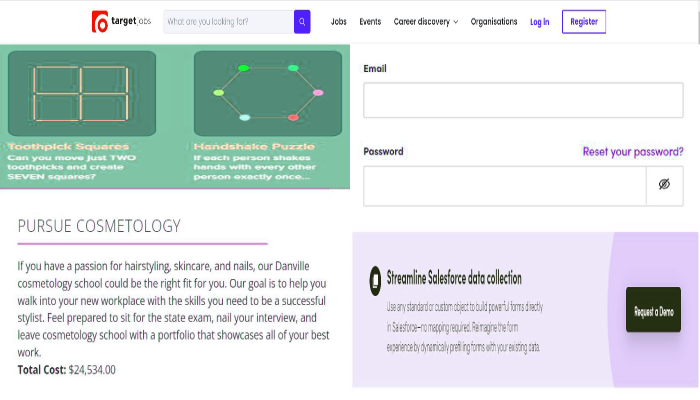 targetjobs
What are you looking for?
Jobs
Events
Career discovery
Organisations
Log in
Register
Toothpick Squares
Can you move just TWO
toothpicks and create
SEVEN squares?
Handshake Puzzle
If each person shakes
hands with every other
person exactly once...
Email
Password
Reset your password?
PURSUE COSMETOLOGY
If you have a passion for hairstyling, skincare, and nails, our Danville
cosmetology school could be the right fit for you. Our goal is to help you
walk into your new workplace with the skills you need to be a successful
stylist. Feel prepared to sit for the state exam, nail your interview, and
leave cosmetology school with a portfolio that showcases all of your best
work.
Total Cost: $24,534.00
Streamline Salesforce data collection
Use any standard or custom object to build powerful forms directly
in Salesforce—no mapping required. Reimagine the form
experience by dynamically prefilling forms with your existing data.
Request a Demo